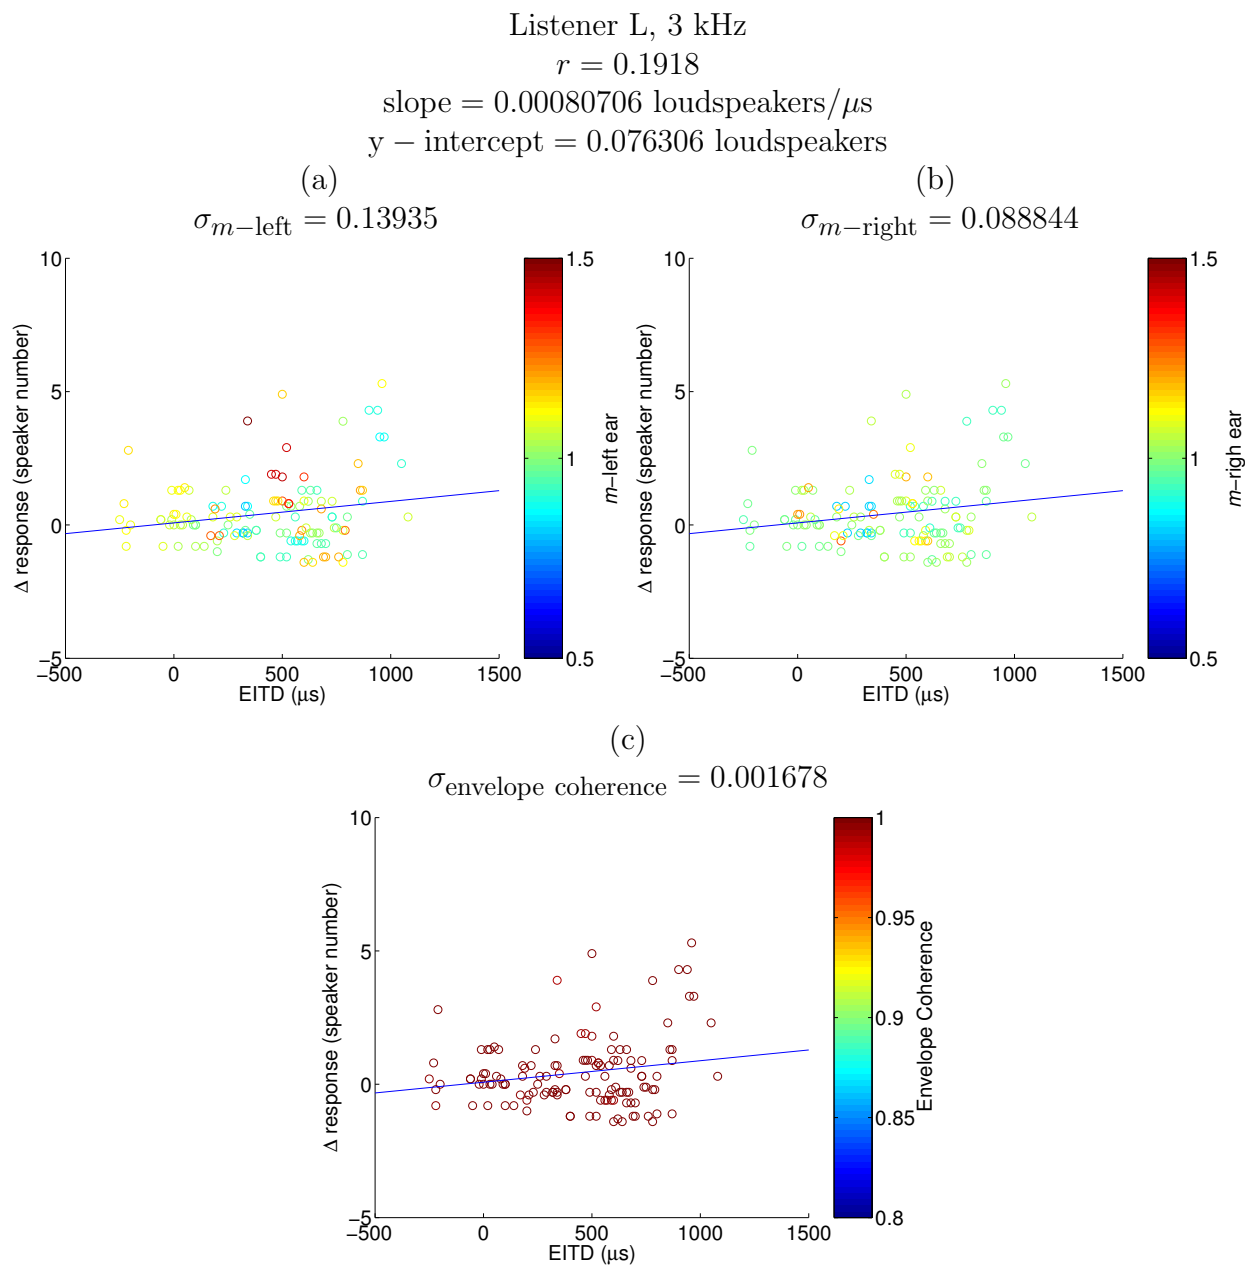 Listener L, 3 kHz
r = 0.1918
slope = 0.00080706 loudspeakers/μs
y − intercept = 0.076306 loudspeakers
(a)
σm−left = 0.13935
10
5
0
−5
−500
0
500
1000
1500
EITD (μs)
Δ response (speaker number)
1.5
1
0.5
m−left ear
(b)
σm−right = 0.088844
10
5
0
−5
−500
0
500
1000
1500
EITD (μs)
Δ response (speaker number)
1.5
1
0.5
m−righ ear
(c)
σenvelope coherence = 0.001678
10
5
0
−5
−500
0
500
1000
1500
EITD (μs)
Δ response (speaker number)
1
0.95
0.9
0.85
0.8
Envelope Coherence